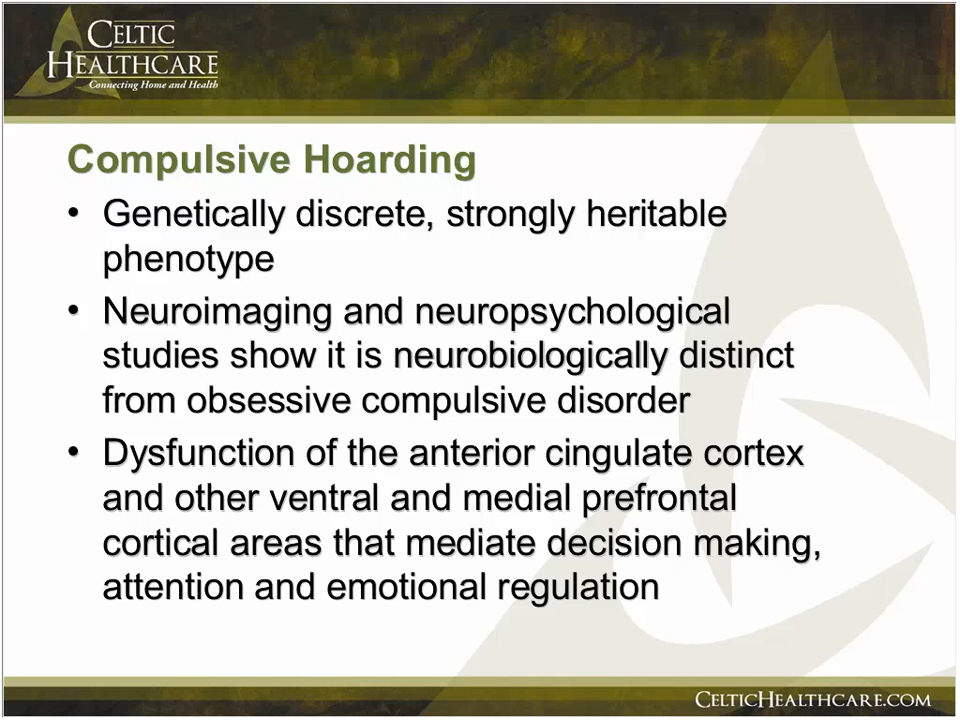 CELTIC
HEALTHCARE
Connecting Home and Health
Compulsive Hoarding
• Genetically discrete, strongly heritable
phenotype
• Neuroimaging and neuropsychological
studies show it is neurobiologically distinct
from obsessive compulsive disorder
• Dysfunction of the anterior cingulate cortex
and other ventral and medial prefrontal
cortical areas that mediate decision making,
attention and emotional regulation
CELTICHEALTHCARE.COM